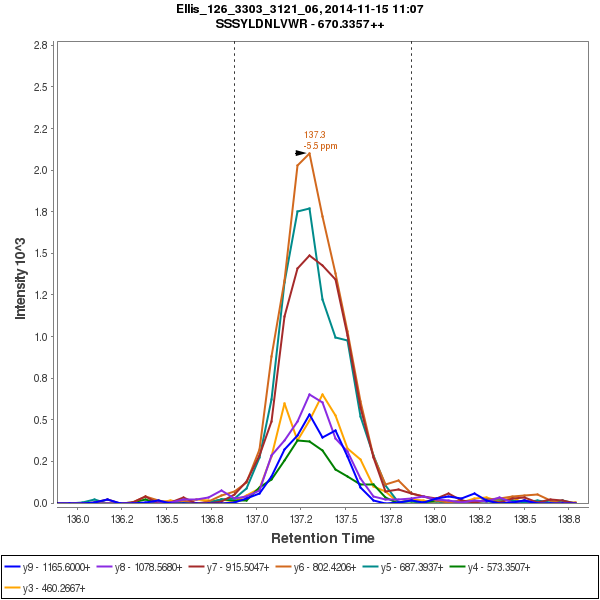 Ellis_126_3303_3121_06, 2014-11-15 11:07
SSSYLDNLVWR - 670.3357++
Intensity 10^3
2.8
2.5
2.2
2.0
1.8
1.5
1.2
1.0
0.8
0.5
0.2
0.0
137.3
-5.5 ppm
136.0 136.2 136.5 136.8 137.0 137.2 137.5 137.8 138.0 138.2 138.5 138.8
Retention Time
y9 - 1165.6000+ y8 - 1078.5680+ y7 - 915.5047+ y6 - 802.4206+ y5 - 687.3937+ y4 - 573.3507+
y3 - 460.2667+